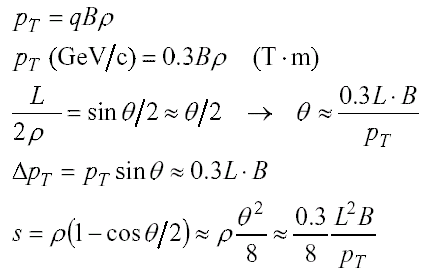 p_T = qBρ
p_T (GeV/c) = 0.3Bρ (T·m)
L/2ρ = sin θ/2 ≈ θ/2 → θ ≈ 0.3L·B/p_T
Δp_T = p_T sin θ ≈ 0.3L·B
s = ρ(1 − cos θ/2) ≈ ρ θ²/8 ≈ 0.3/8 L²B/p_T